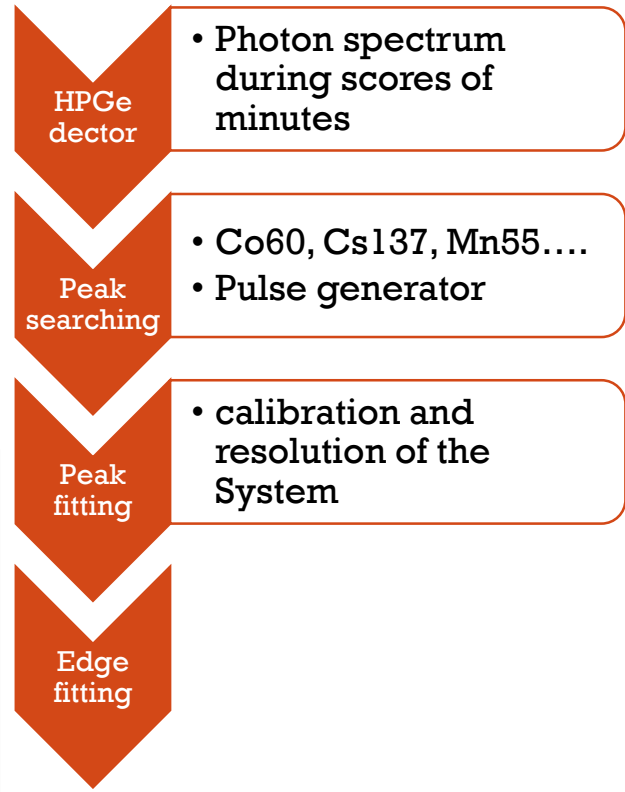 HPGe
dector
• Photon spectrum
during scores of
minutes
Peak
searching
• Co60, Cs137, Mn55….
• Pulse generator
Peak
fitting
• calibration and
resolution of the
System
Edge
fitting